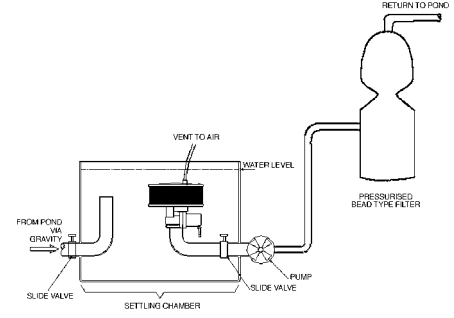 RETURN TO POND
VENT TO AIR
WATER LEVEL
PRESSURISED
BEAD TYPE FILTER
FROM POND
VIA
GRAVITY
PUMP
SLIDE VALVE
SLIDE VALVE
SETTLING CHAMBER